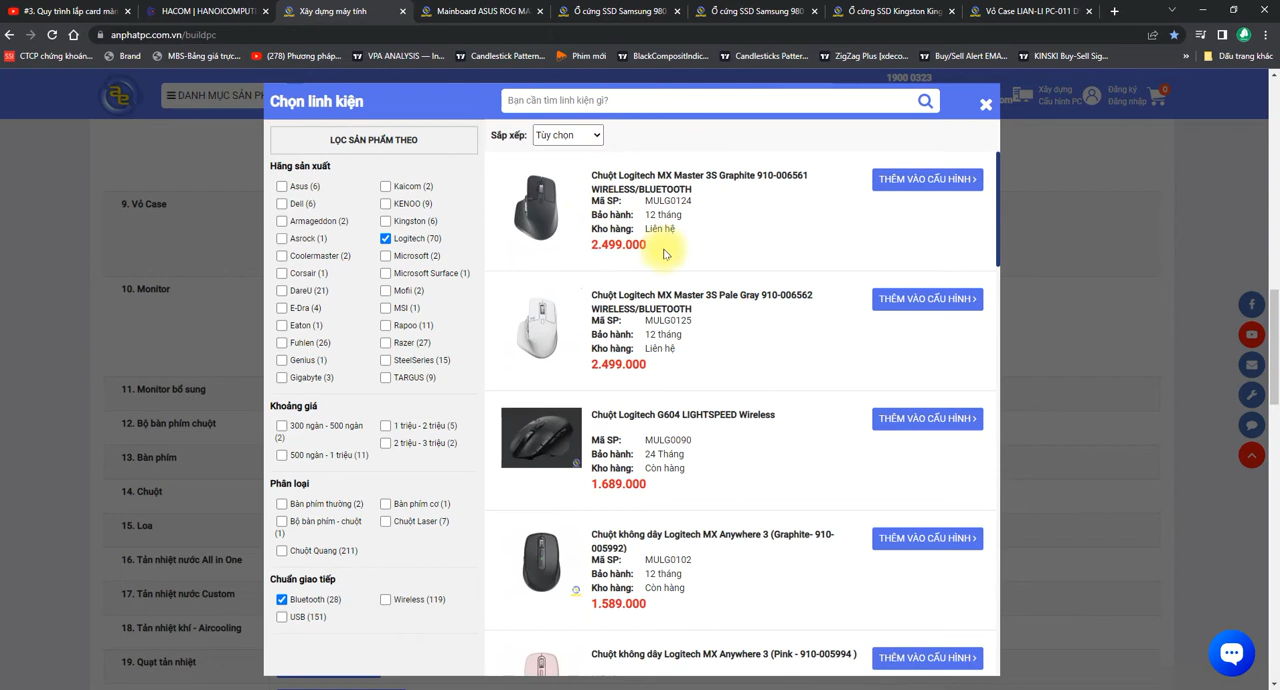 #3. Quy trình lắp card màn
HACOM | HANOICOMPUTE
Xây dựng máy tính
Mainboard ASUS ROG MA
Ổ cứng SSD Samsung 980
Ổ cứng SSD Samsung 980
Ổ cứng SSD Kingston King
Vỏ Case LIAN-LI PC-011 D
anphatpc.com.vn/buildpc
CTCP chứng khoán...
Brand
MBS-Bảng giá trực...
(278) Phương pháp...
VPA ANALYSIS — In...
Candlestick Pattern...
Phim mới
BlackCompositIndic...
Candlesticks Patter...
ZigZag Plus [xdeco...
Buy/Sell Alert EMA...
KINSKI Buy-Sell Sig...
Dấu trang khác
1900 0323
DANH MỤC SẢN PH
Chọn linh kiện
Bạn cần tìm linh kiện gì?
Xây dựng
Cấu hình PC
Đăng ký
Đăng nhập
0
LỌC SẢN PHẨM THEO
Sắp xếp:
Tùy chọn
Hãng sản xuất
Asus (6)
Kaicom (2)
Dell (6)
KENOO (9)
Armageddon (2)
Kingston (6)
Asrock (1)
Logitech (70)
Coolermaster (2)
Microsoft (2)
Corsair (1)
Microsoft Surface (1)
DareU (21)
Mofii (2)
E-Dra (4)
MSI (1)
Eaton (1)
Rapoo (11)
Fuhlen (26)
Razer (27)
Genius (1)
SteelSeries (15)
Gigabyte (3)
TARGUS (9)
Khoảng giá
300 ngàn - 500 ngàn
(2)
1 triệu - 2 triệu (5)
2 triệu - 3 triệu (2)
500 ngàn - 1 triệu (11)
Phân loại
Bàn phím thường (2)
Bàn phím cơ (1)
Bộ bàn phím - chuột
(1)
Chuột Laser (7)
Chuột Quang (211)
Chuẩn giao tiếp
Bluetooth (28)
Wireless (119)
USB (151)
Chuột Logitech MX Master 3S Graphite 910-006561
WIRELESS/BLUETOOTH
Mã SP: MULG0124
Bảo hành: 12 tháng
Kho hàng: Liên hệ
2.499.000
THÊM VÀO CẤU HÌNH
Chuột Logitech MX Master 3S Pale Gray 910-006562
WIRELESS/BLUETOOTH
Mã SP: MULG0125
Bảo hành: 12 tháng
Kho hàng: Liên hệ
2.499.000
THÊM VÀO CẤU HÌNH
Chuột Logitech G604 LIGHTSPEED Wireless
Mã SP: MULG0090
Bảo hành: 24 Tháng
Kho hàng: Còn hàng
1.689.000
THÊM VÀO CẤU HÌNH
Chuột không dây Logitech MX Anywhere 3 (Graphite- 910-
005992)
Mã SP: MULG0102
Bảo hành: 12 tháng
Kho hàng: Còn hàng
1.589.000
THÊM VÀO CẤU HÌNH
Chuột không dây Logitech MX Anywhere 3 (Pink - 910-005994 )
THÊM VÀO CẤU HÌNH
9. Vỏ Case
10. Monitor
11. Monitor bổ sung
12. Bộ bàn phím chuột
13. Bàn phím
14. Chuột
15. Loa
16. Tản nhiệt nước All in One
17. Tản nhiệt nước Custom
18. Tản nhiệt khí - Aircooling
19. Quạt tản nhiệt